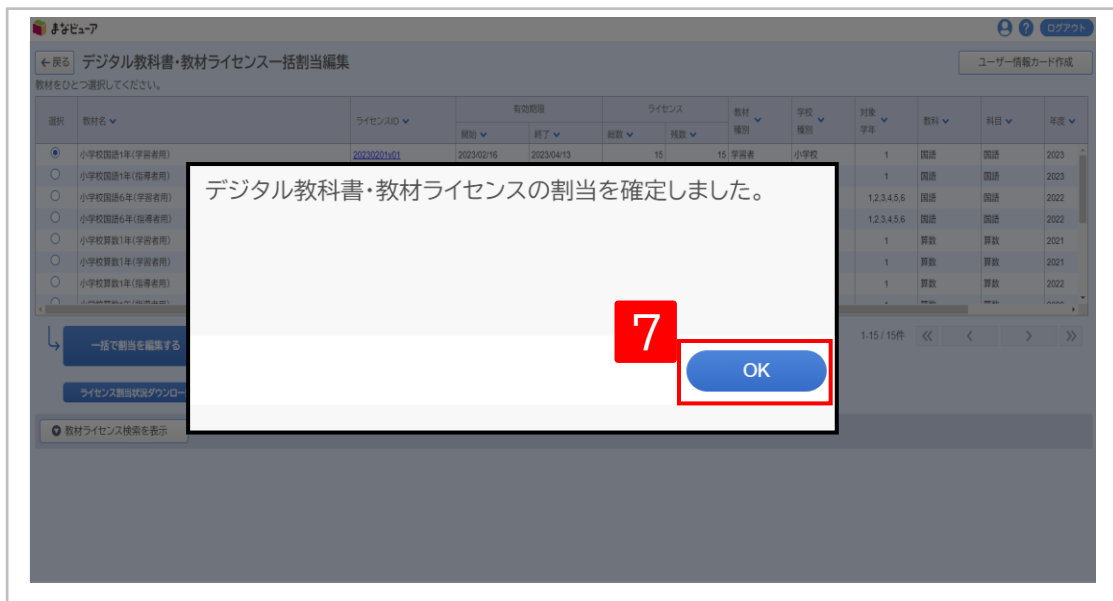 まなビューア
ログアウト
←戻る デジタル教科書・教材ライセンス一括割当編集 ユーザー情報カード作成
教材をひとつ選択してください。
選択 教材名 ライセンスID 有効期限 ライセンス 教材種別 学校種別 対象学年 教科 科目 年度
開始 終了 総数 残数
小学校国語1年(学習者用) 20230201v01 2023/02/16 2023/04/13 15 15 学習者 小学校 1 国語 国語 2023
小学校国語1年(指導者用) 1 国語 国語 2023
小学校国語6年(学習者用) 1,2,3,4,5,6 国語 国語 2022
小学校国語6年(指導者用) 1,2,3,4,5,6 国語 国語 2022
小学校算数1年(学習者用) 1 算数 算数 2021
小学校算数1年(学習者用) 1 算数 算数 2021
小学校算数1年(指導者用) 1 算数 算数 2022
デジタル教科書・教材ライセンスの割当を確定しました。
7
OK
一括で割当を編集する 1-15 / 15件
ライセンス割当状況ダウンロー
教材ライセンス検索を表示